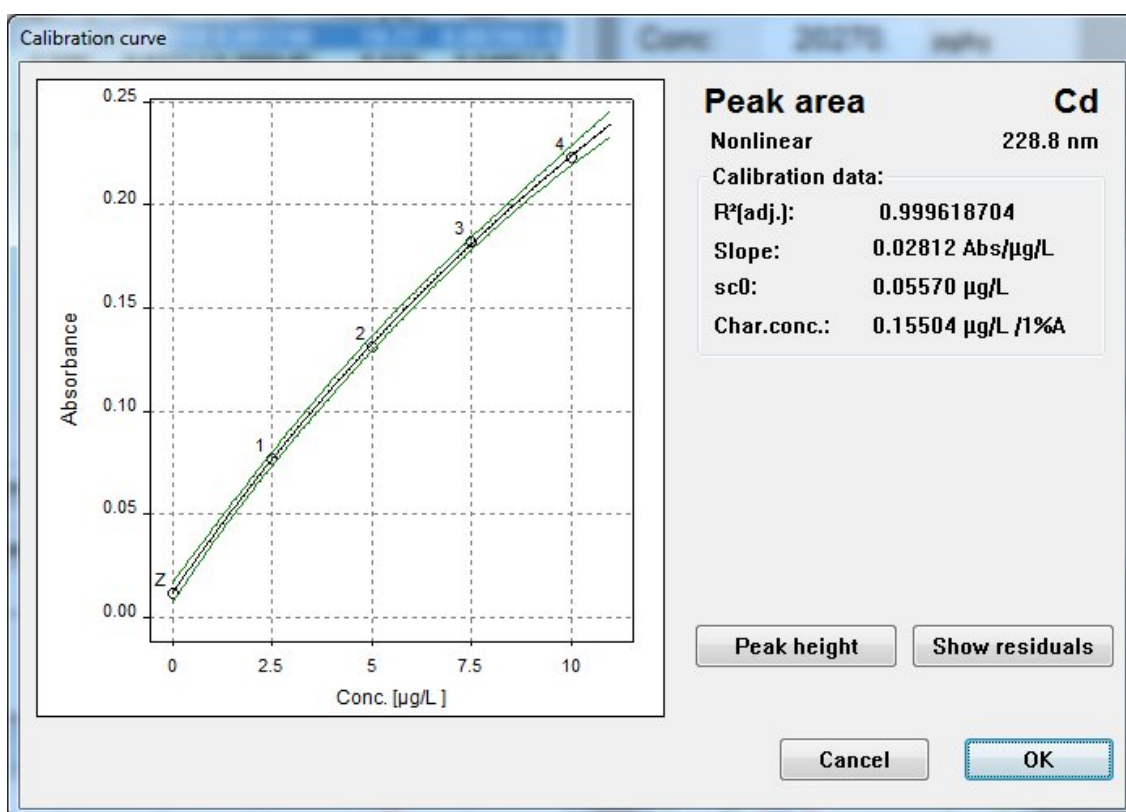 Calibration curve
Conc: 20270.
0.25
0.20
0.15
0.10
0.05
0.00
Absorbance
Z
1
2
3
4
0 2.5 5 7.5 10
Conc. [µg/L ]
Peak area Cd
Nonlinear 228.8 nm
Calibration data:
R²(adj.): 0.999618704
Slope: 0.02812 Abs/µg/L
sc0: 0.05570 µg/L
Char.conc.: 0.15504 µg/L /1%A
Peak height Show residuals
Cancel OK